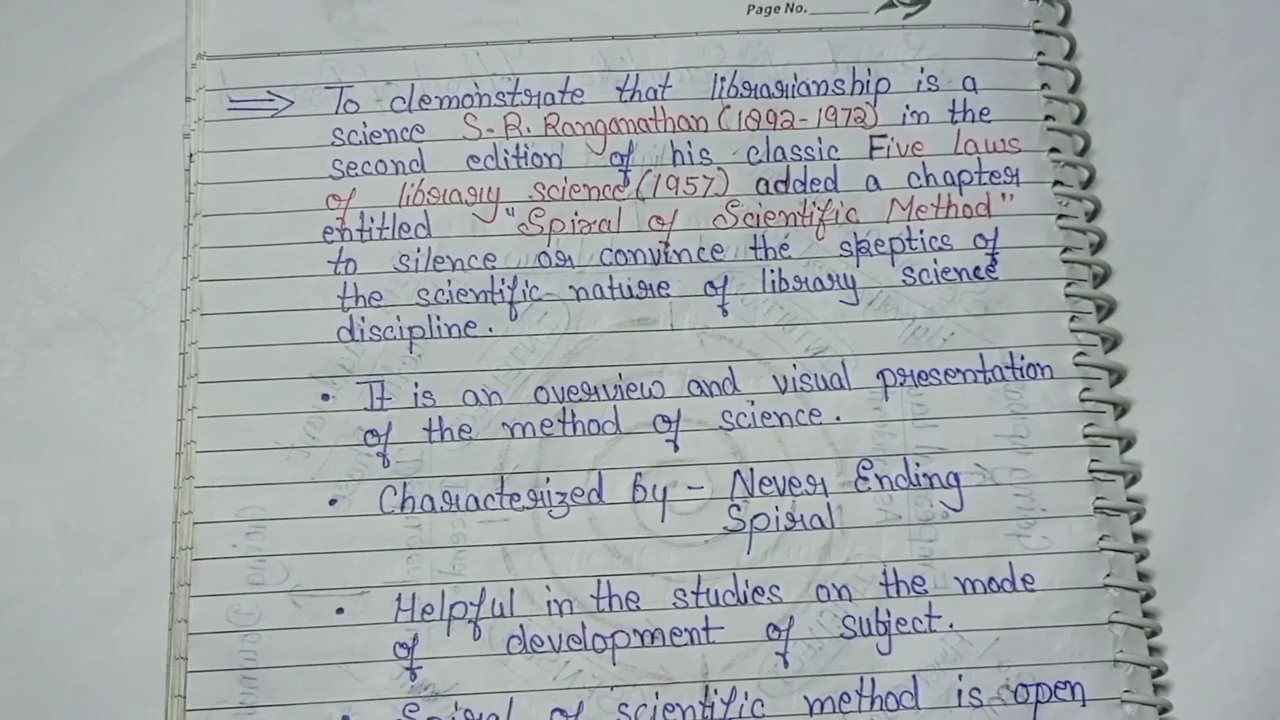 Page No.
⇒ To demonstrate that librarianship is a
science S.R. Ranganathan (1892-1972) in the
second edition of his classic Five laws
of library science (1957) added a chapter
entitled "Spiral of Scientific Method"
to silence or convince the skeptics of
the scientific nature of library science
discipline.
• It is an overview and visual presentation
of the method of science.
• Characterized by - Never Ending
Spiral
• Helpful in the studies on the mode
of development of subject.
• Spiral of scientific method is open